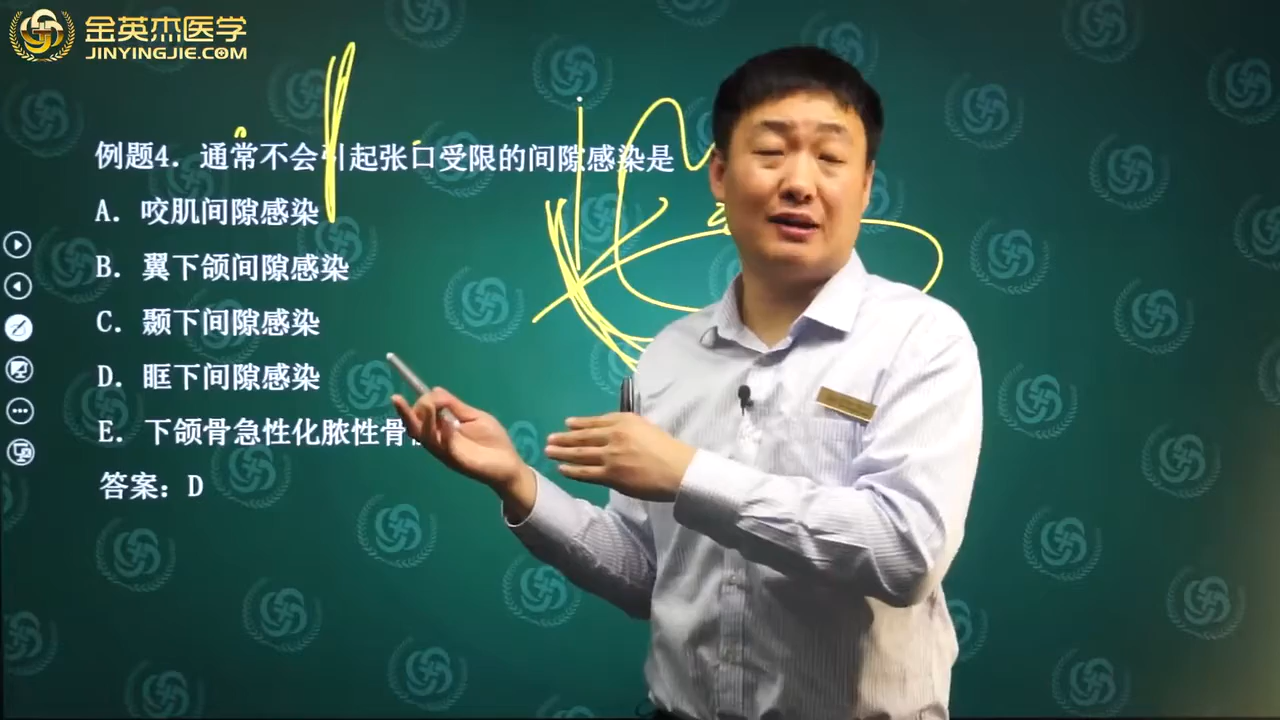 金英杰医学
JINYINGJIE.COM
例题4. 通常不会引起张口受限的间隙感染是
A. 咬肌间隙感染
B. 翼下颌间隙感染
C. 颞下间隙感染
D. 眶下间隙感染
E. 下颌骨急性化脓性骨
答案: D